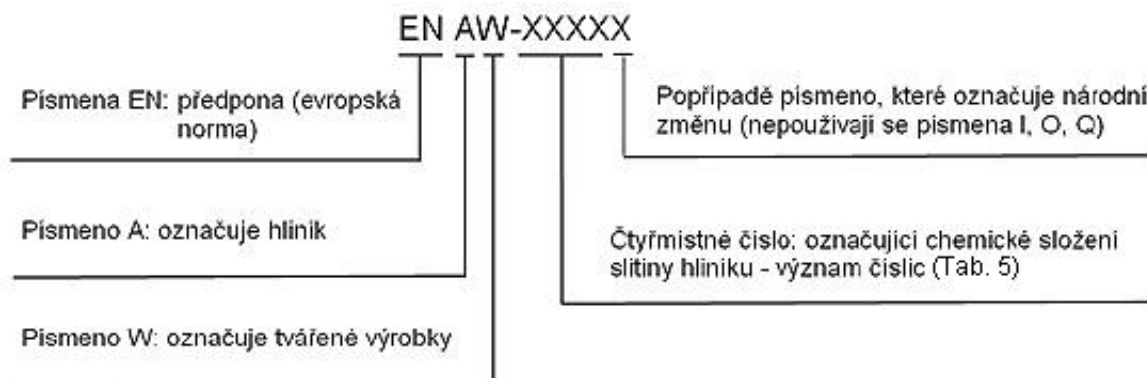 EN AW-XXXXX
Písmena EN: předpona (evropská
norma)
Popřípadě písmeno, které označuje národní
změnu (nepoužívají se písmena I, O, Q)
Písmeno A: označuje hliník
Čtyřmístné číslo: označující chemické složení
slitiny hliníku - význam číslic (Tab. 5)
Písmeno W: označuje tvářené výrobky